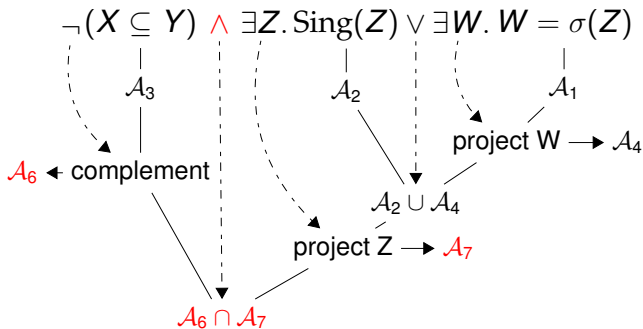 ¬(X ⊆ Y) ∧ ∃Z. Sing(Z) ∨ ∃W. W = σ(Z)
A₃ A₂ A₁
project W A₄
A₆ complement
A₂ ∪ A₄
project Z A₇
A₆ ∩ A₇